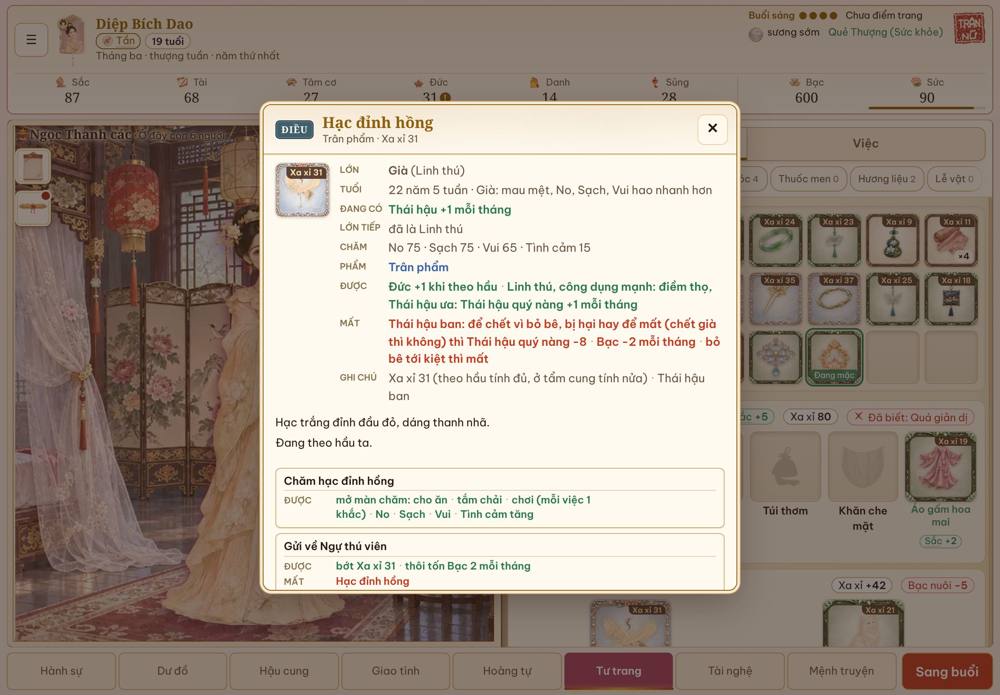 Diệp Bích Dao
Tần
19 tuổi
Tháng ba · thượng tuần · năm thứ nhất
Buổi sáng
Chưa điểm trang
sương sớm
Quẻ Thượng (Sức khỏe)
Sắc
87
Tài
68
Tâm cơ
27
Đức
31
Danh
14
Sủng
28
Bạc
600
Sức
90
Ngọc Thanh các
Ở đây còn 6 người
Việc
ộc 4
Thuốc men 0
Hương liệu 2
Lễ vật 0
Xa xỉ 24
Xa xỉ 23
Xa xỉ 9
Xa xỉ 11
×4
Xa xỉ 35
Xa xỉ 37
Xa xỉ 25
Xa xỉ 18
Đang mặc
ắc +5
Xa xỉ 80
✕ Đã biết: Quá giản dị
Xa xỉ 19
Túi thơm
Khăn che mặt
Áo gấm hoa mai
Sắc +2
Xa xỉ +42
Bạc nuôi −5
Xa xỉ 31
Xa xỉ 21
ĐIỂU
Hạc đỉnh hồng
Trân phẩm · Xa xỉ 31
✕
Xa xỉ 31
LỚN Già (Linh thú)
TUỔI 22 năm 5 tuần · Già: mau mệt, No, Sạch, Vui hao nhanh hơn
ĐANG CÓ Thái hậu +1 mỗi tháng
LỚN TIẾP đã là Linh thú
CHĂM No 75 · Sạch 75 · Vui 65 · Tình cảm 15
PHẨM Trân phẩm
ĐƯỢC Đức +1 khi theo hầu · Linh thú, công dụng mạnh: điềm thọ,
Thái hậu ưa: Thái hậu quý nàng +1 mỗi tháng
MẤT Thái hậu ban: để chết vì bỏ bê, bị hại hay để mất (chết già
thì không) thì Thái hậu quý nàng −8 · Bạc −2 mỗi tháng · bỏ
bê tới kiệt thì mất
GHI CHÚ Xa xỉ 31 (theo hầu tính đủ, ở tẩm cung tính nửa) · Thái hậu
ban
Hạc trắng đỉnh đầu đỏ, dáng thanh nhã.
Đang theo hầu ta.
Chăm hạc đỉnh hồng
ĐƯỢC mở màn chăm: cho ăn · tắm chải · chơi (mỗi việc 1
khắc) · No · Sạch · Vui · Tình cảm tăng
Gửi về Ngự thú viên
ĐƯỢC bớt Xa xỉ 31 · thôi tốn Bạc 2 mỗi tháng
MẤT Hạc đỉnh hồng
Hành sự
Dư đồ
Hậu cung
Giao tình
Hoàng tự
Tư trang
Tài nghệ
Mệnh truyện
Sang buổi